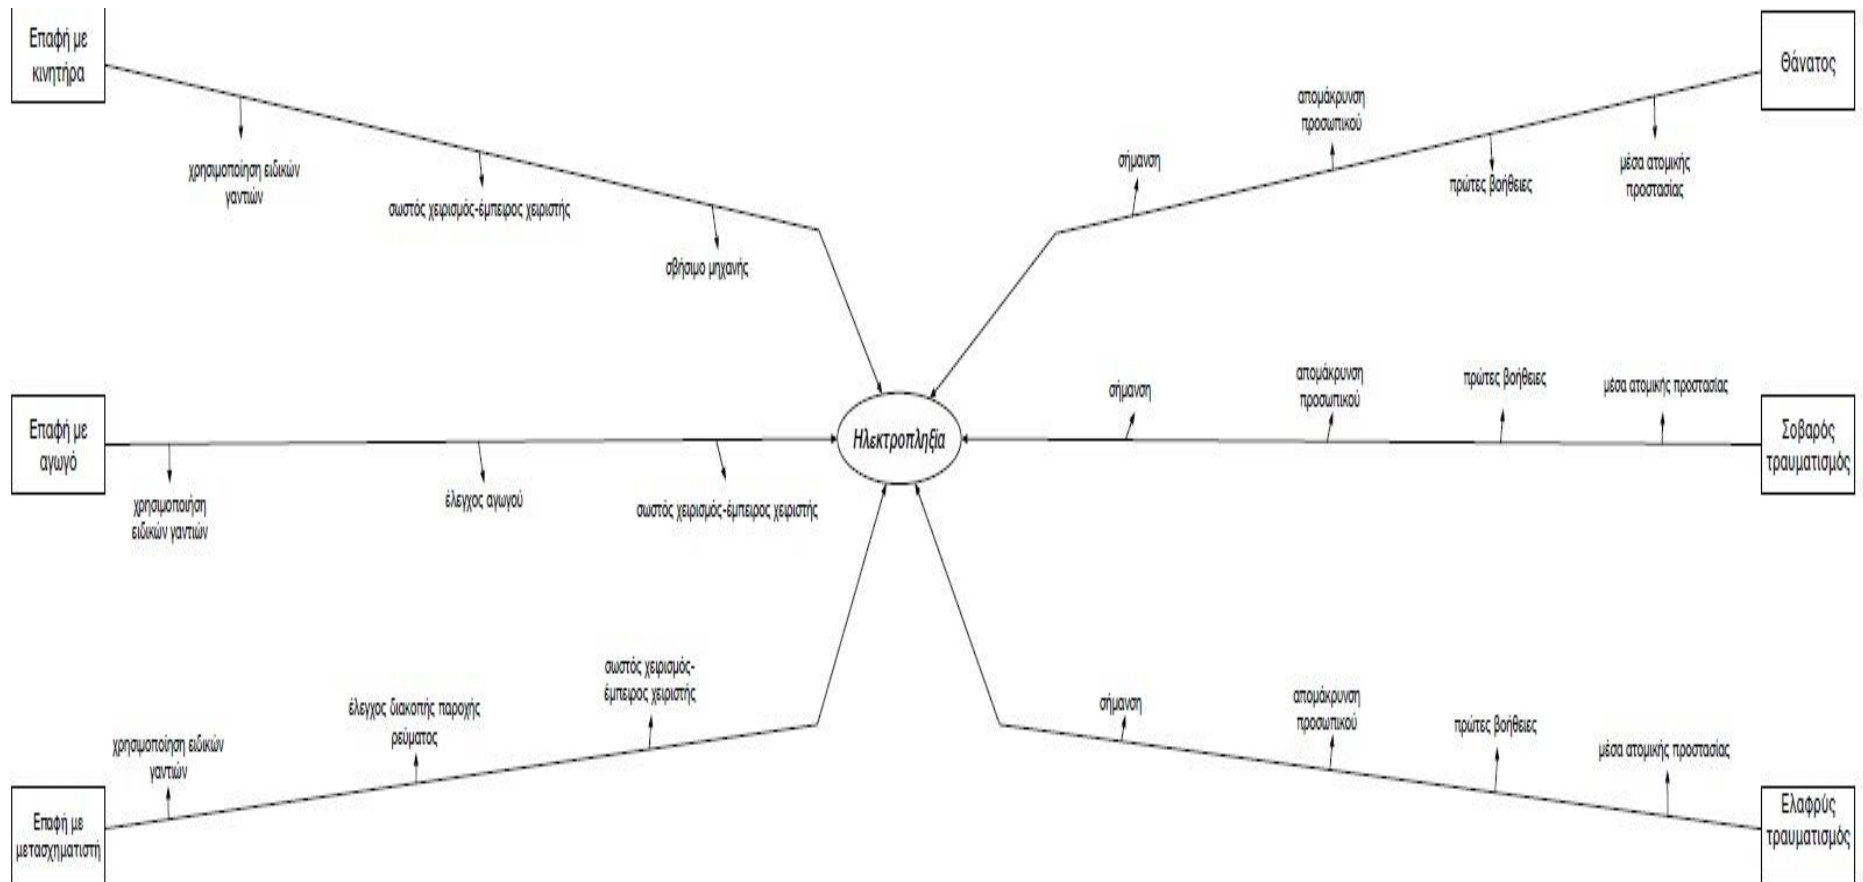 Επαφή με
κινητήρα
χρησιμοποίηση ειδικών
γαντιών
σωστός χειρισμός-έμπειρος χειριστής
σβήσιμο μηχανής
Θάνατος
σήμανση
απομάκρυνση
προσωπικού
πρώτες βοήθειες
μέσα ατομικής
προστασίας
Επαφή με
αγωγό
χρησιμοποίηση
ειδικών γαντιών
έλεγχος αγωγού
σωστός χειρισμός-έμπειρος χειριστής
Ηλεκτροπληξία
σήμανση
απομάκρυνση
προσωπικού
πρώτες βοήθειες
μέσα ατομικής προστασίας
Σοβαρός
τραυματισμός
Επαφή με
μετασχηματιστή
χρησιμοποίηση ειδικών
γαντιών
έλεγχος διακοπής παροχής
ρεύματος
σωστός χειρισμός-
έμπειρος χειριστής
σήμανση
απομάκρυνση
προσωπικού
πρώτες βοήθειες
μέσα ατομικής προστασίας
Ελαφρύς
τραυματισμός